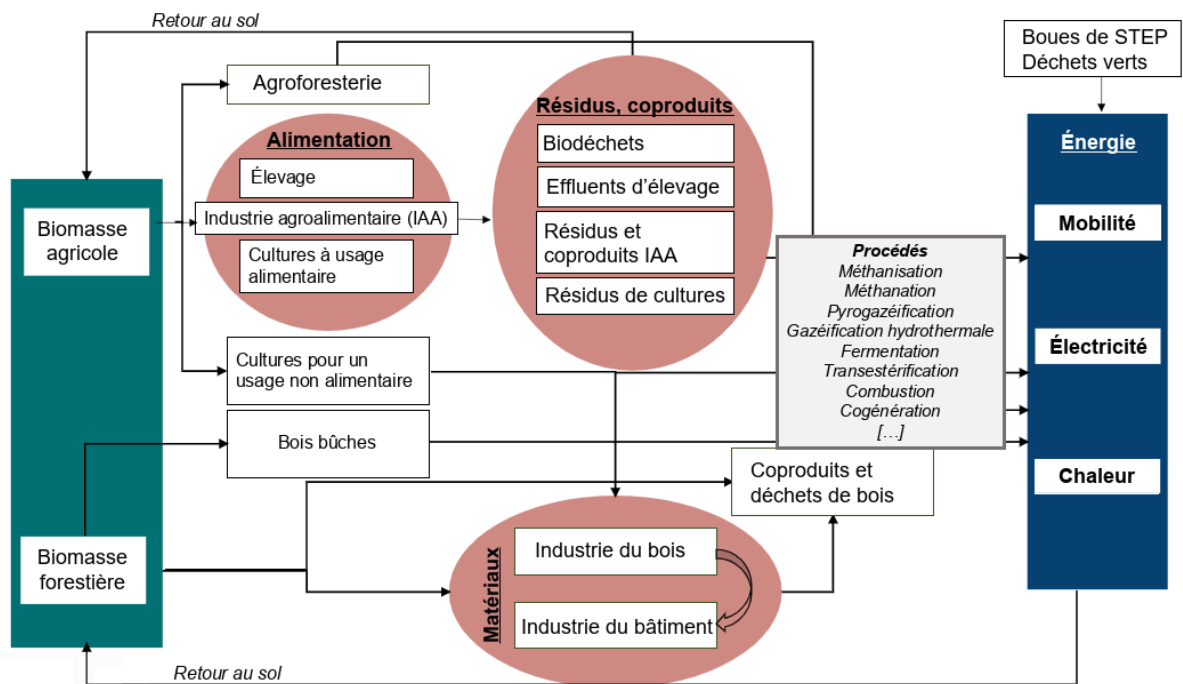 Retour au sol
Boues de STEP
Déchets verts
Agroforesterie
Résidus, coproduits
Biodéchets
Effluents d’élevage
Résidus et
coproduits IAA
Résidus de cultures
Alimentation
Élevage
Industrie agroalimentaire (IAA)
Cultures à usage
alimentaire
Énergie
Mobilité
Électricité
Chaleur
Biomasse
agricole
Procédés
Méthanisation
Méthanation
Pyrogazéification
Gazéification hydrothermale
Fermentation
Transestérification
Combustion
Cogénération
[…]
Cultures pour un
usage non alimentaire
Bois bûches
Coproduits et
déchets de bois
Biomasse
forestière
Matériaux
Industrie du bois
Industrie du bâtiment
Retour au sol